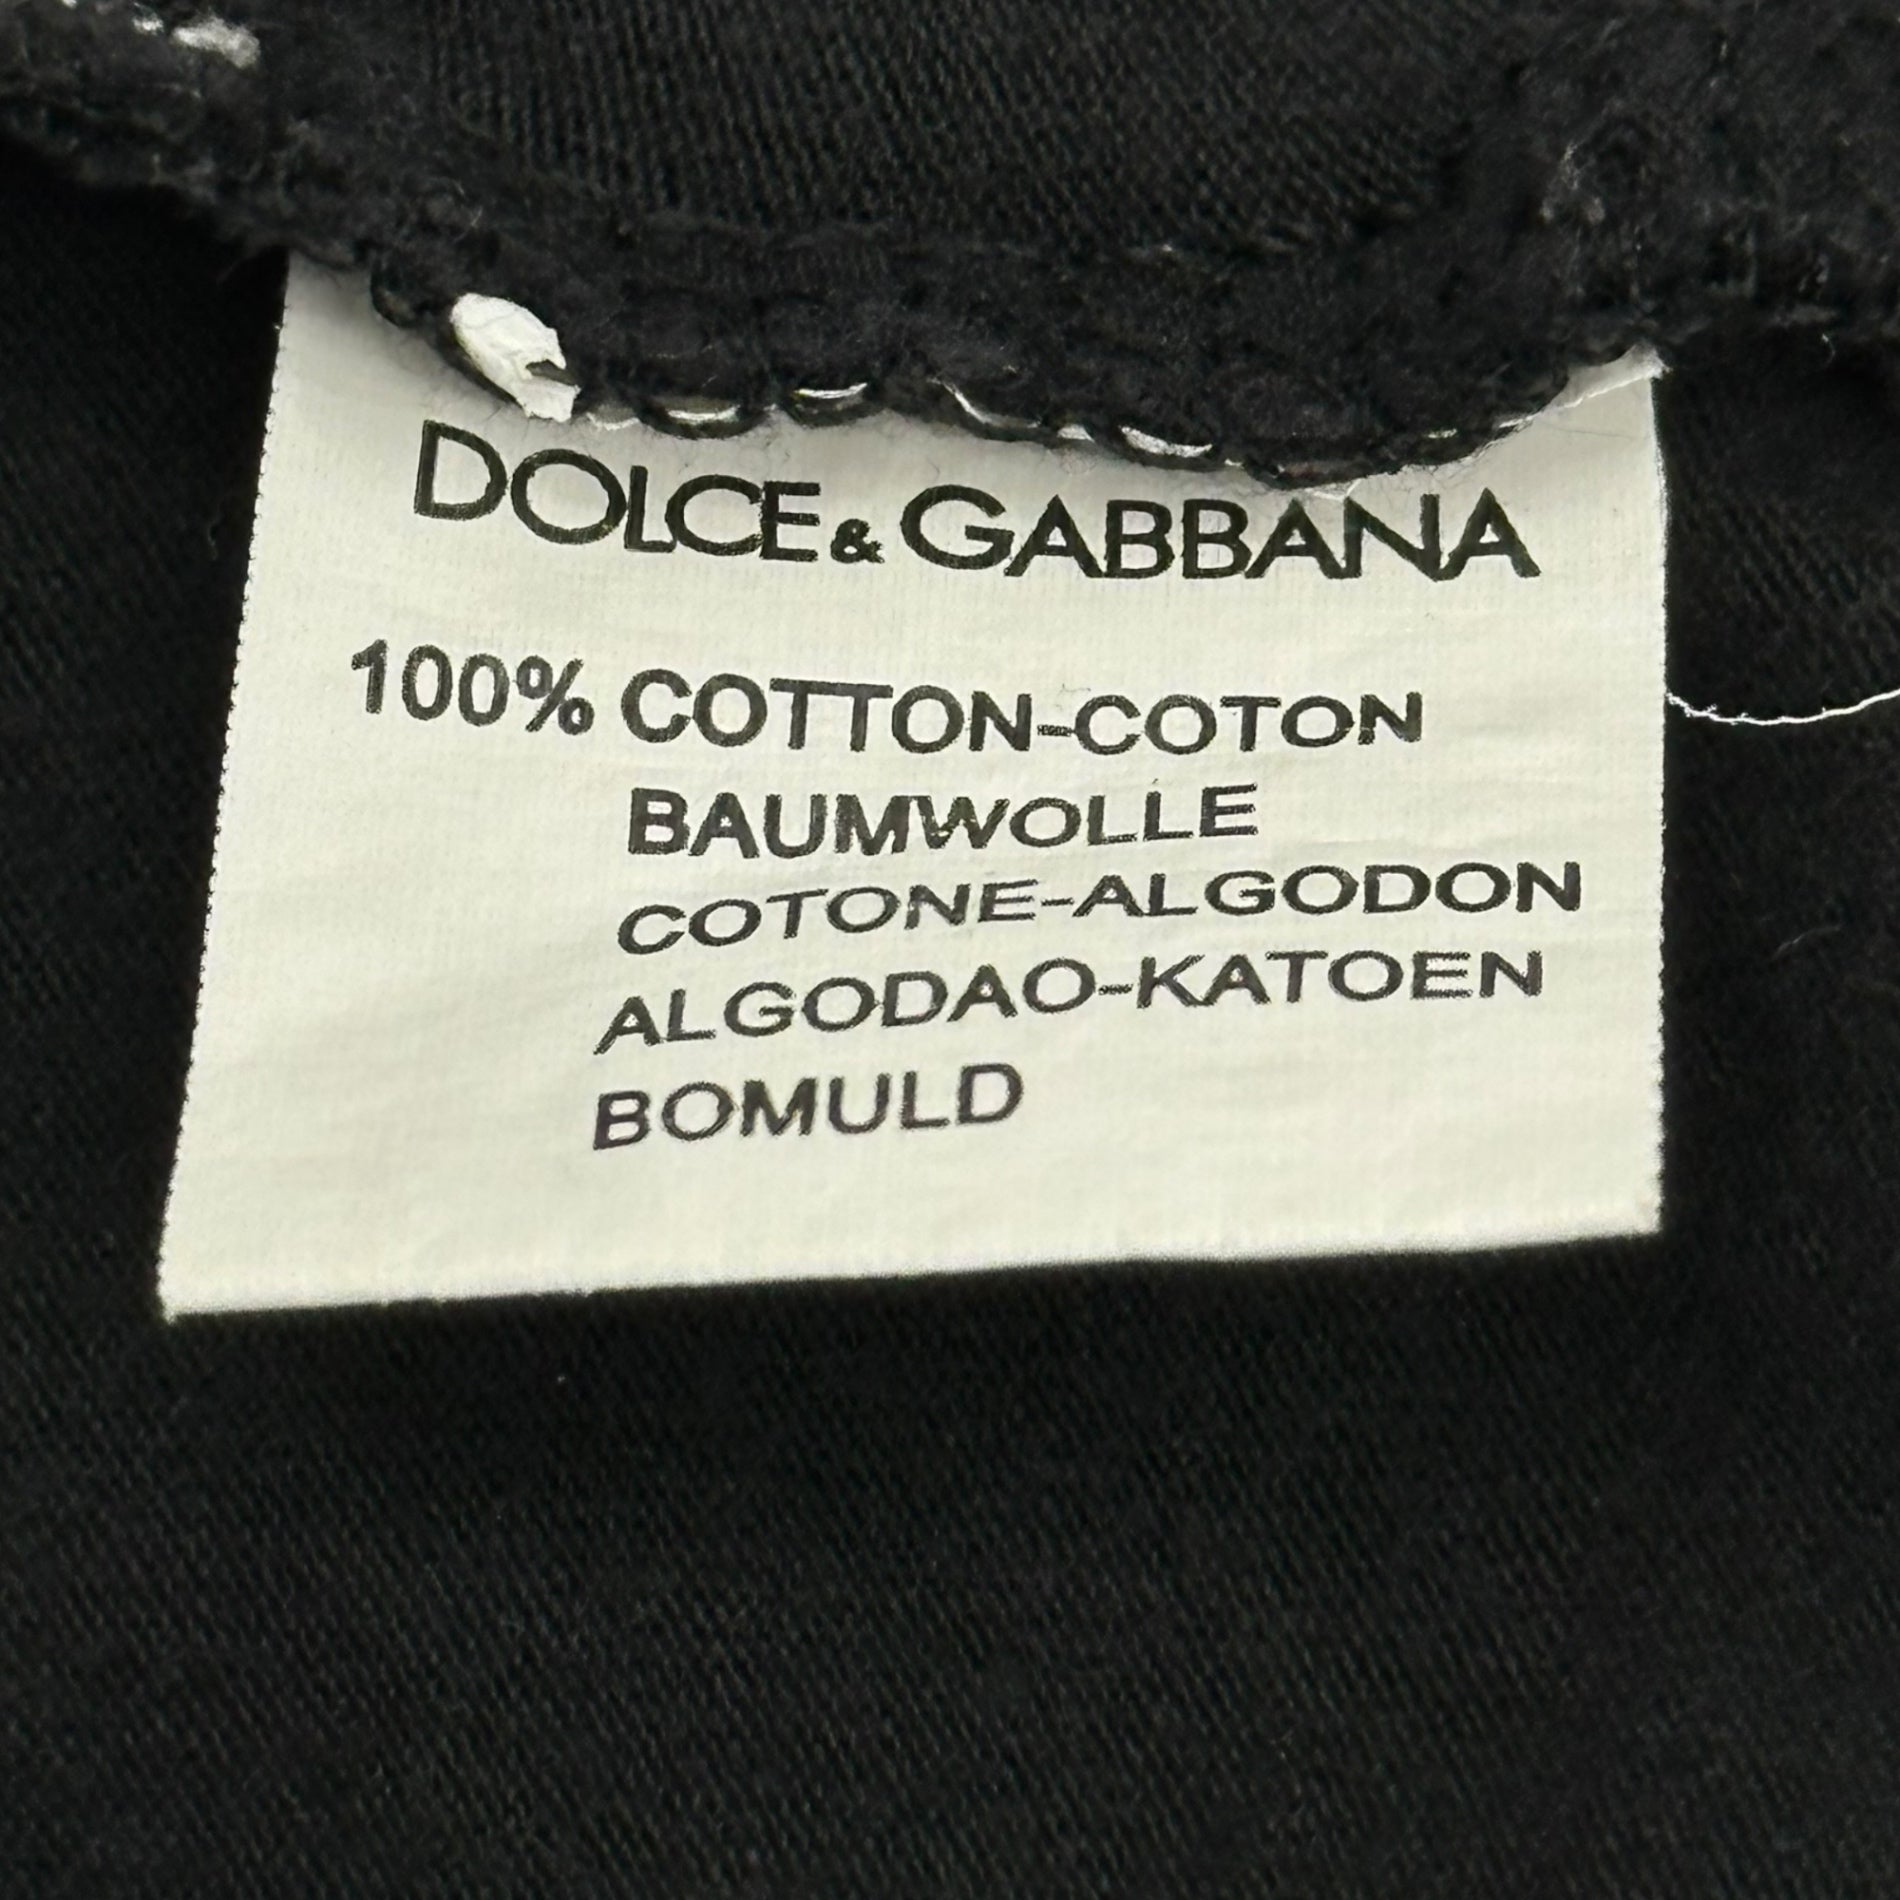 DOLCE & GABBANA
100% COTTON-COTON
BAUMWOLLE
COTONE-ALGODON
ALGODAO-KATOEN
BOMULD